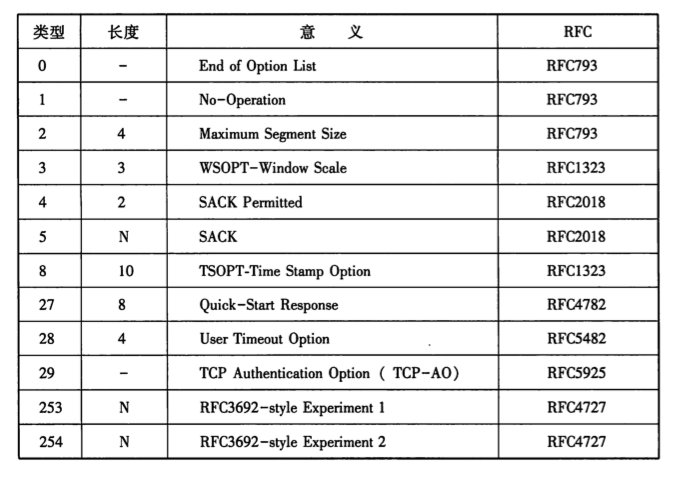 类型 长度 意 义 RFC
0 - End of Option List RFC793
1 - No-Operation RFC793
2 4 Maximum Segment Size RFC793
3 3 WSOPT-Window Scale RFC1323
4 2 SACK Permitted RFC2018
5 N SACK RFC2018
8 10 TSOPT-Time Stamp Option RFC1323
27 8 Quick-Start Response RFC4782
28 4 User Timeout Option RFC5482
29 - TCP Authentication Option ( TCP-AO) RFC5925
253 N RFC3692-style Experiment 1 RFC4727
254 N RFC3692-style Experiment 2 RFC4727